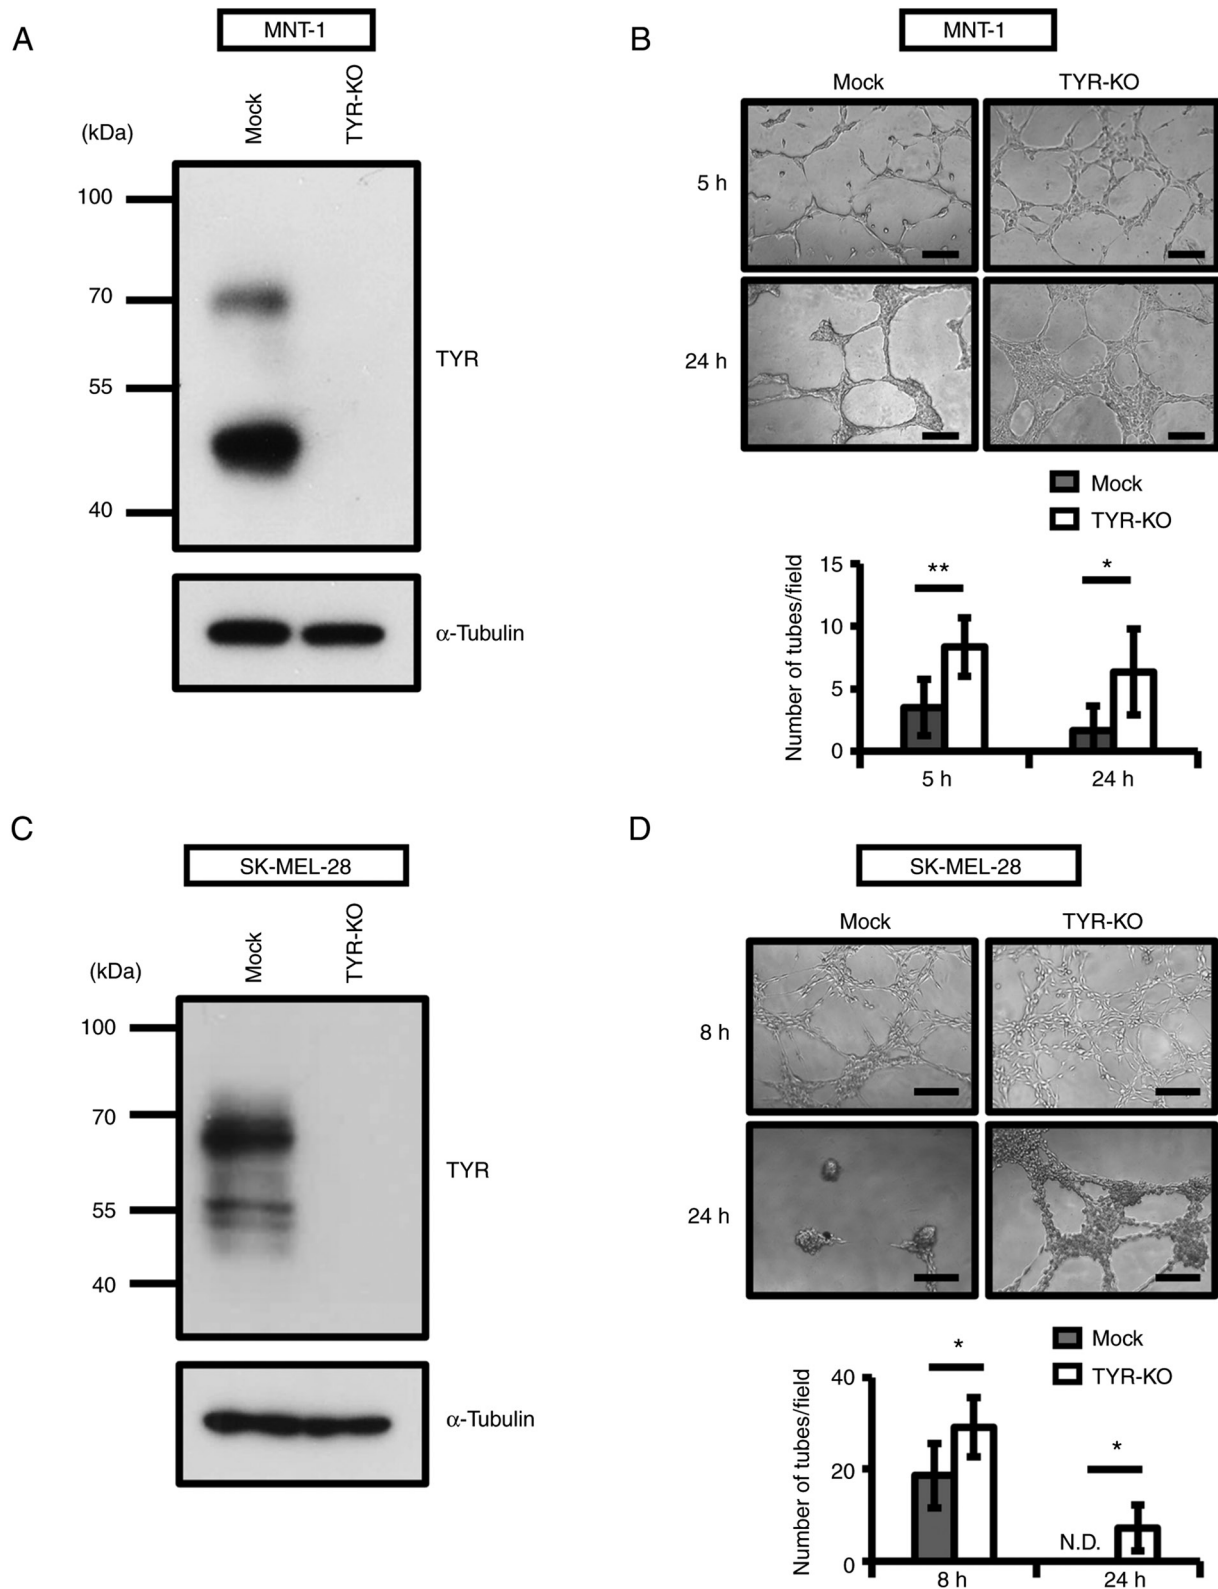 A
MNT-1
(kDa)
Mock
TYR-KO
100
70
55
40
TYR
α-Tubulin
B
MNT-1
Mock
TYR-KO
5 h
24 h
Mock
TYR-KO
Number of tubes/field
15
10
5
0
**
*
5 h
24 h
C
SK-MEL-28
(kDa)
Mock
TYR-KO
100
70
55
40
TYR
α-Tubulin
D
SK-MEL-28
Mock
TYR-KO
8 h
24 h
Mock
TYR-KO
Number of tubes/field
40
20
0
*
*
N.D.
8 h
24 h